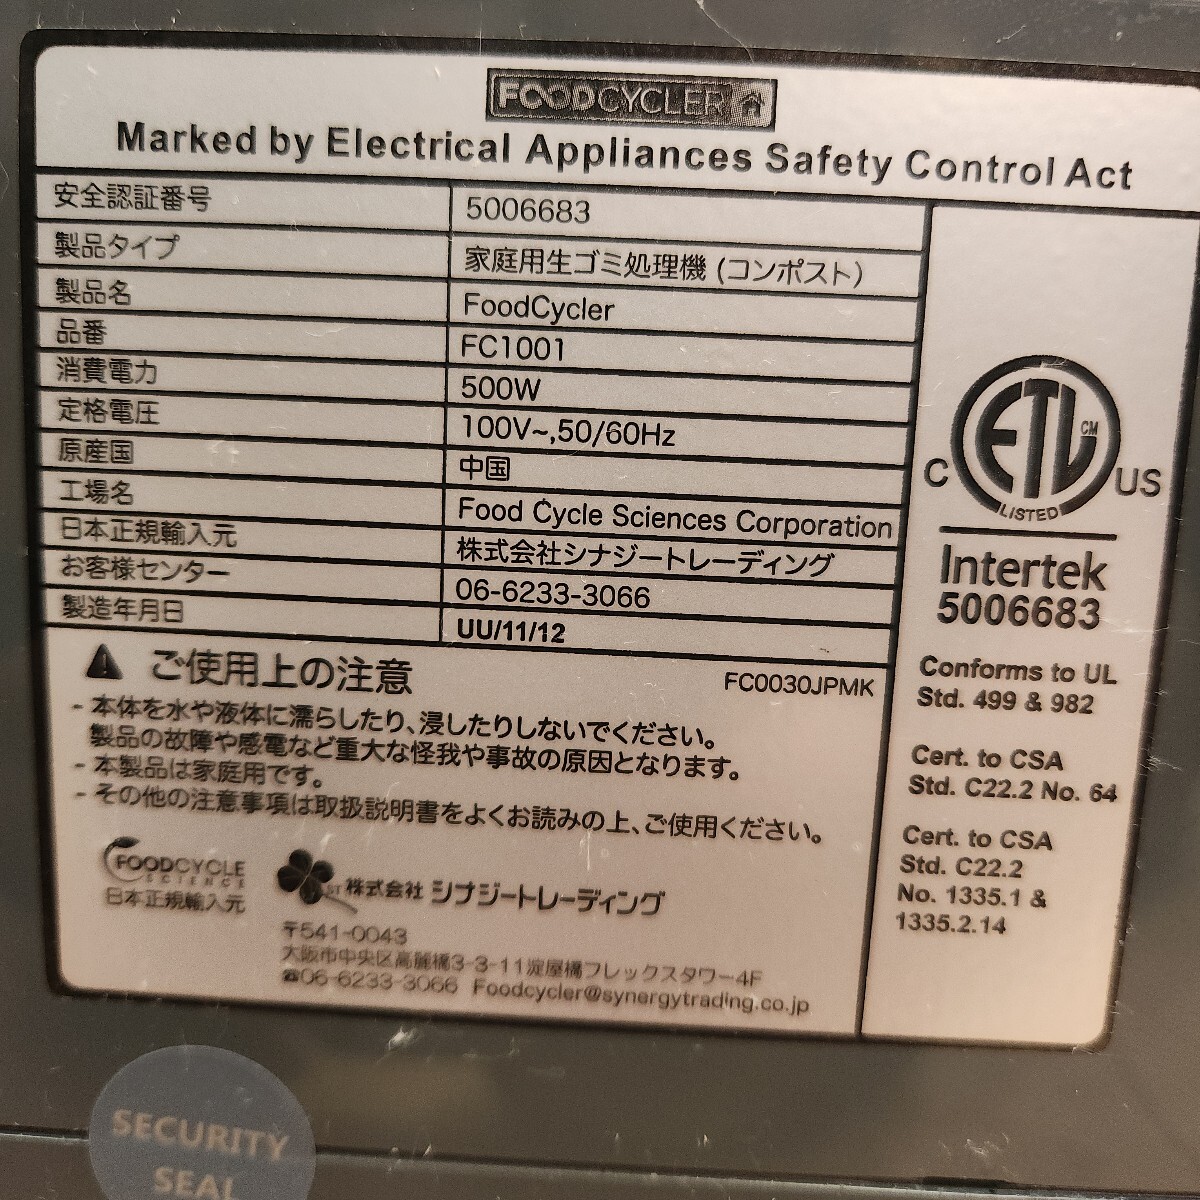 FOODCYCLER
Marked by Electrical Appliances Safety Control Act
安全認証番号 5006683
製品タイプ 家庭用生ゴミ処理機 (コンポスト)
製品名 FoodCycler
品番 FC1001
消費電力 500W
定格電圧 100V~,50/60Hz
原産国 中国
工場名 Food Cycle Sciences Corporation
日本正規輸入元 株式会社シナジートレーディング
お客様センター 06-6233-3066
製造年月日 UU/11/12
ご使用上の注意
FC0030JPMK
- 本体を水や液体に濡らしたり、浸したりしないでください。
製品の故障や感電など重大な怪我や事故の原因となります。
- 本製品は家庭用です。
- その他の注意事項は取扱説明書をよくお読みの上、ご使用ください。
FOODCYCLE
SCIENCE
日本正規輸入元
ST 株式会社 シナジートレーディング
〒541-0043
大阪市中央区高麗橋3-3-11淀屋橋フレックスタワー4F
☎06-6233-3066 Foodcycler@synergytrading.co.jp
C ETL CM US
LISTED
Intertek
5006683
Conforms to UL
Std. 499 & 982
Cert. to CSA
Std. C22.2 No. 64
Cert. to CSA
Std. C22.2
No. 1335.1 &
1335.2.14
SECURITY
SEAL